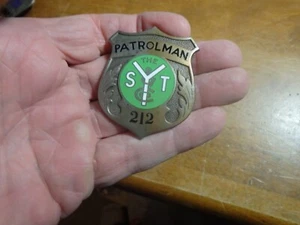 PATROLMAN
THE
S Y T
212